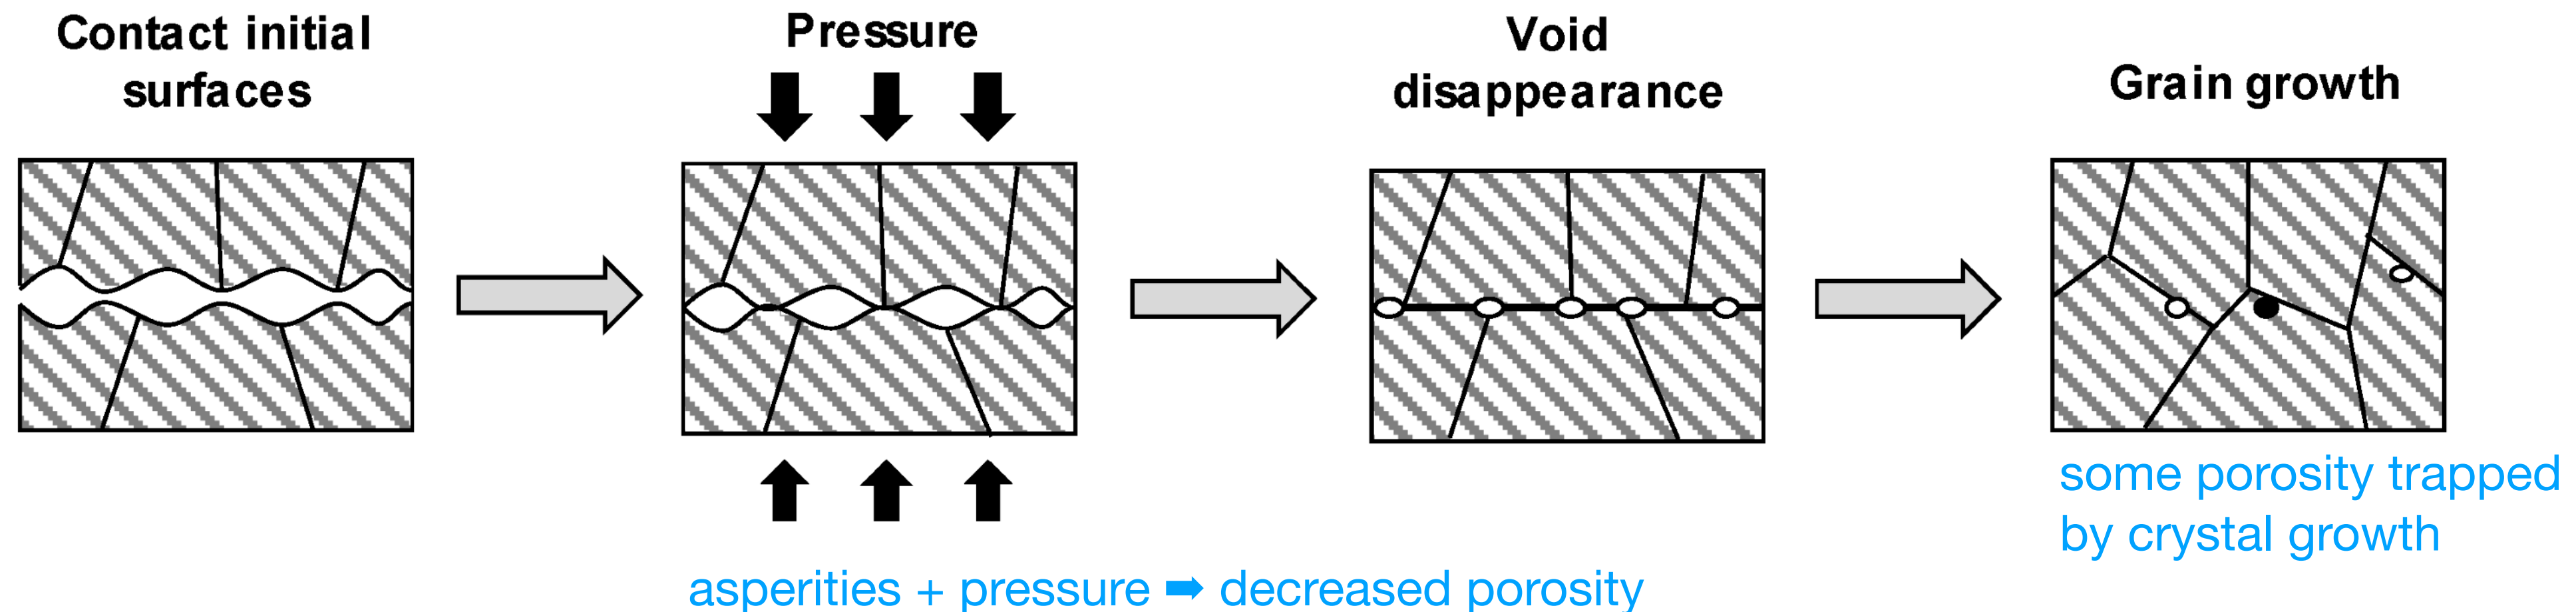 Contact initial
surfaces
Pressure
Void
disappearance
Grain growth
asperities + pressure ➡ decreased porosity
some porosity trapped
by crystal growth